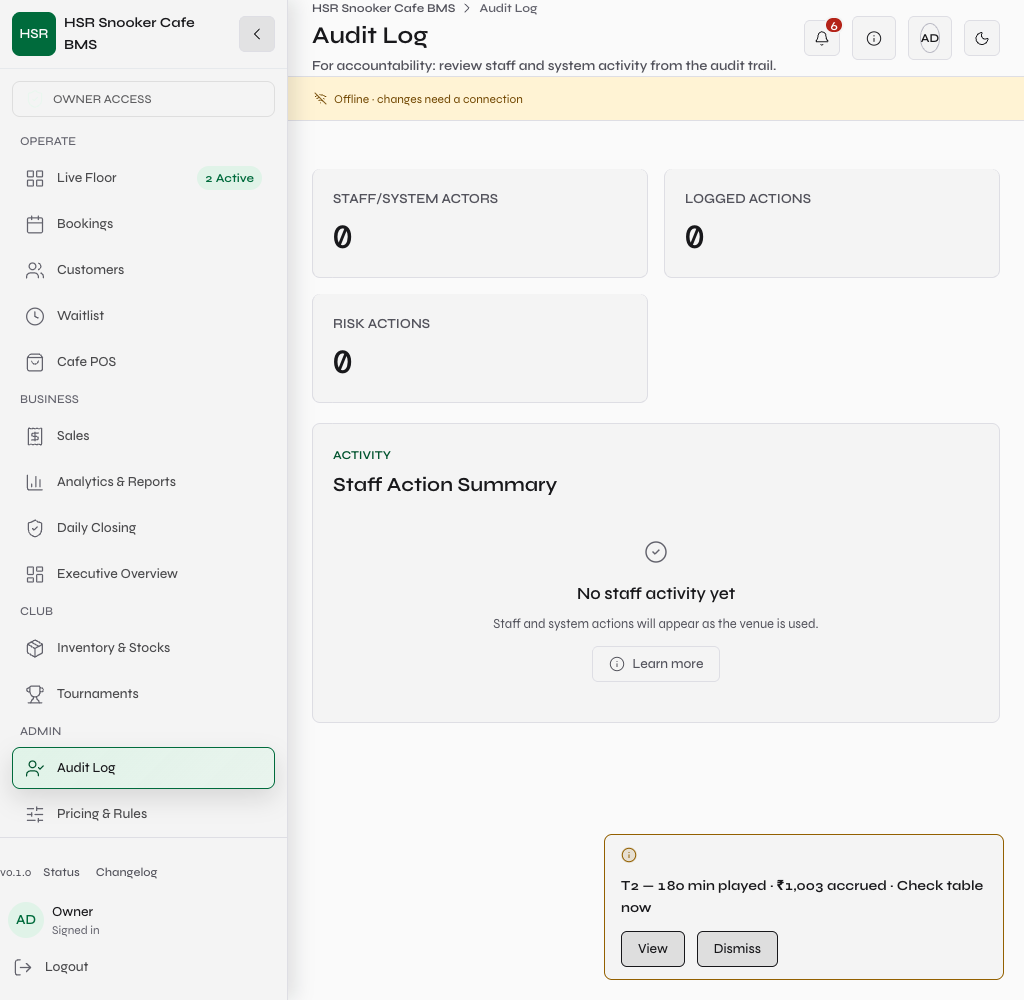 HSR
HSR Snooker Cafe
BMS
OWNER ACCESS
OPERATE
Live Floor
2 Active
Bookings
Customers
Waitlist
Cafe POS
BUSINESS
Sales
Analytics & Reports
Daily Closing
Executive Overview
CLUB
Inventory & Stocks
Tournaments
ADMIN
Audit Log
Pricing & Rules
v0.1.0 Status Changelog
AD
Owner
Signed in
Logout
HSR Snooker Cafe BMS > Audit Log
Audit Log
For accountability: review staff and system activity from the audit trail.
6
AD
Offline · changes need a connection
STAFF/SYSTEM ACTORS
0
LOGGED ACTIONS
0
RISK ACTIONS
0
ACTIVITY
Staff Action Summary
No staff activity yet
Staff and system actions will appear as the venue is used.
Learn more
T2 — 180 min played · ₹1,003 accrued · Check table
now
View
Dismiss